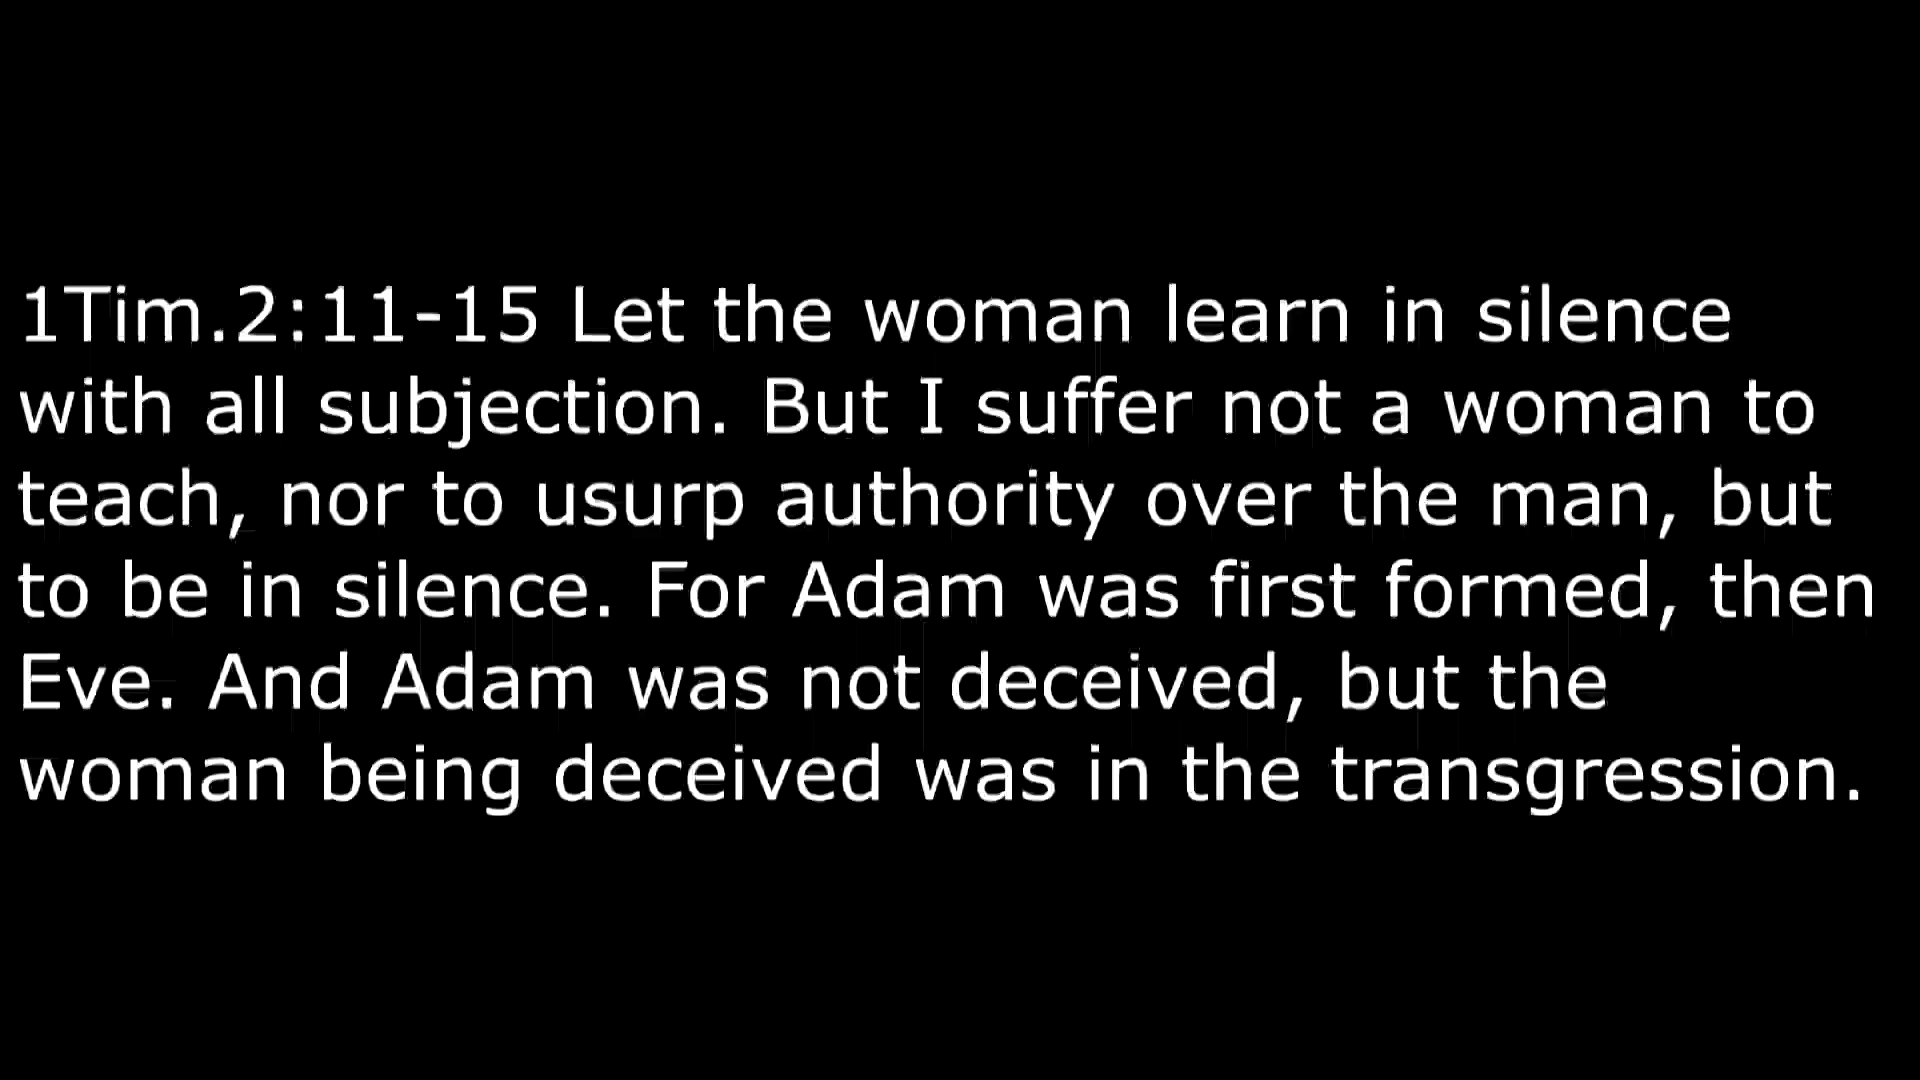 1Tim.2:11-15 Let the woman learn in silence
with all subjection. But I suffer not a woman to
teach, nor to usurp authority over the man, but
to be in silence. For Adam was first formed, then
Eve. And Adam was not deceived, but the
woman being deceived was in the transgression.